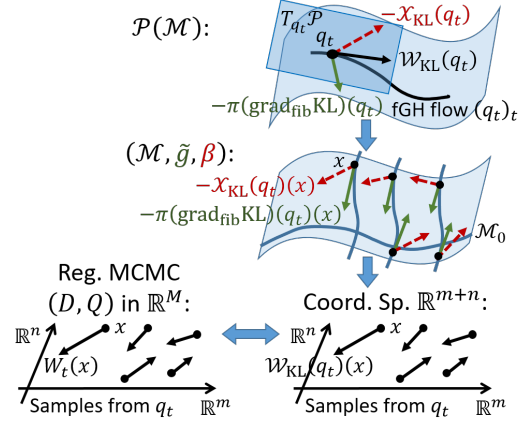 𝒫(ℳ):
T_{q_t}𝒫
q_t
−𝒳_KL(q_t)
𝒲_KL(q_t)
−π(grad_fib KL)(q_t)
fGH flow (q_t)_t
(ℳ, g̃, β):
x
−𝒳_KL(q_t)(x)
−π(grad_fib KL)(q_t)(x)
ℳ_0
Reg. MCMC
(D, Q) in ℝ^M:
Coord. Sp. ℝ^{m+n}:
ℝ^n
x
W_t(x)
Samples from q_t
ℝ^m
ℝ^n
x
𝒲_KL(q_t)(x)
Samples from q_t
ℝ^m